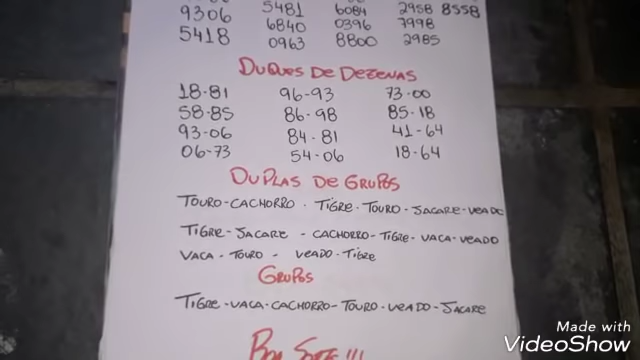 9306 5481 6084 2958 8558
5418 6840 0396 7998
0963 8800 2985
DUQUES DE DEZENAS
18-81 96-93 73-00
58-85 86-98 85-18
93-06 84-81 41-64
06-73 54-06 18-64
DUPLAS DE GRUPOS
TOURO-CACHORRO - TIGRE-TOURO-JACARE-VEADO
TIGRE-JACARE - CACHORRO-TIGRE-VACA-VEADO
VACA-TOURO - VEADO-TIGRE
GRUPOS
TIGRE-VACA-CACHORRO-TOURO-VEADO-JACARE
BOA SORTE !!!
Made with
VideoShow